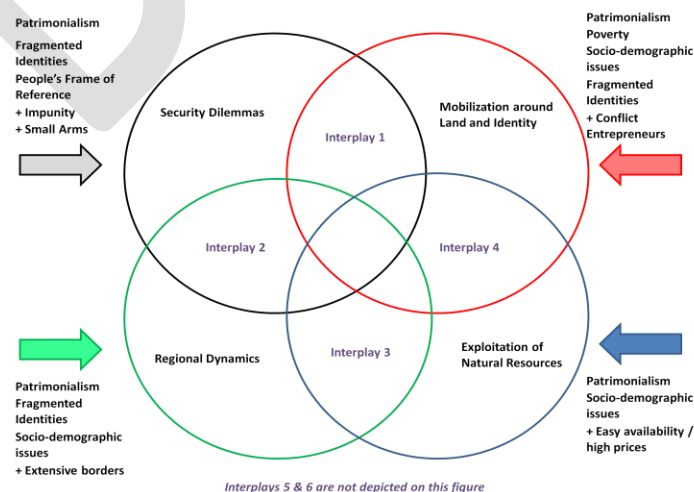 Patrimonialism
Fragmented
Identities
People's Frame of
Reference
+ Impunity
+ Small Arms
Patrimonialism
Poverty
Socio-demographic
issues
Fragmented
Identities
+ Conflict
Entrepreneurs
Security Dilemmas
Mobilization around
Land and Identity
Interplay 1
Interplay 2
Interplay 4
Regional Dynamics
Interplay 3
Exploitation of
Natural Resources
Patrimonialism
Fragmented
Identities
Socio-demographic
issues
+ Extensive borders
Patrimonialism
Socio-demographic
issues
+ Easy availability /
high prices
Interplays 5 & 6 are not depicted on this figure